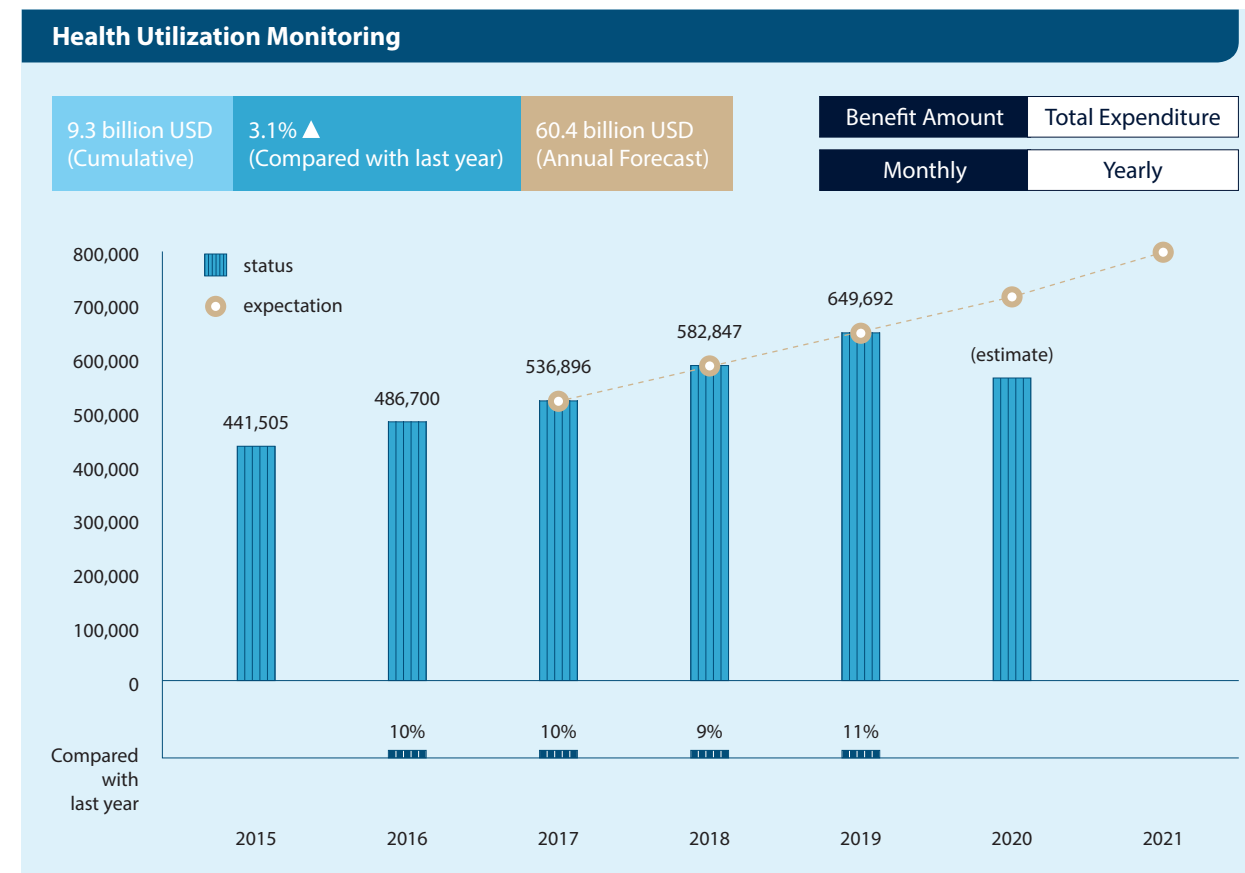 Health Utilization Monitoring
9.3 billion USD
(Cumulative)
3.1% ▲
(Compared with last year)
60.4 billion USD
(Annual Forecast)
Benefit Amount
Total Expenditure
Monthly
Yearly
800,000
700,000
600,000
500,000
400,000
300,000
200,000
100,000
0
status
expectation
441,505
486,700
536,896
582,847
649,692
(estimate)
Compared
with
last year
10%
10%
9%
11%
2015
2016
2017
2018
2019
2020
2021